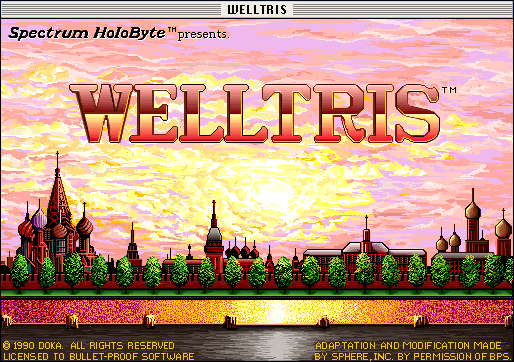 WELLTRIS
Spectrum HoloByte™ presents.
WELLTRIS™
© 1990 DOKA. ALL RIGHTS RESERVED
LICENSED TO BULLET-PROOF SOFTWARE
ADAPTATION AND MODIFICATION MADE
BY SPHERE, INC. BY PERMISSION OF BPS.